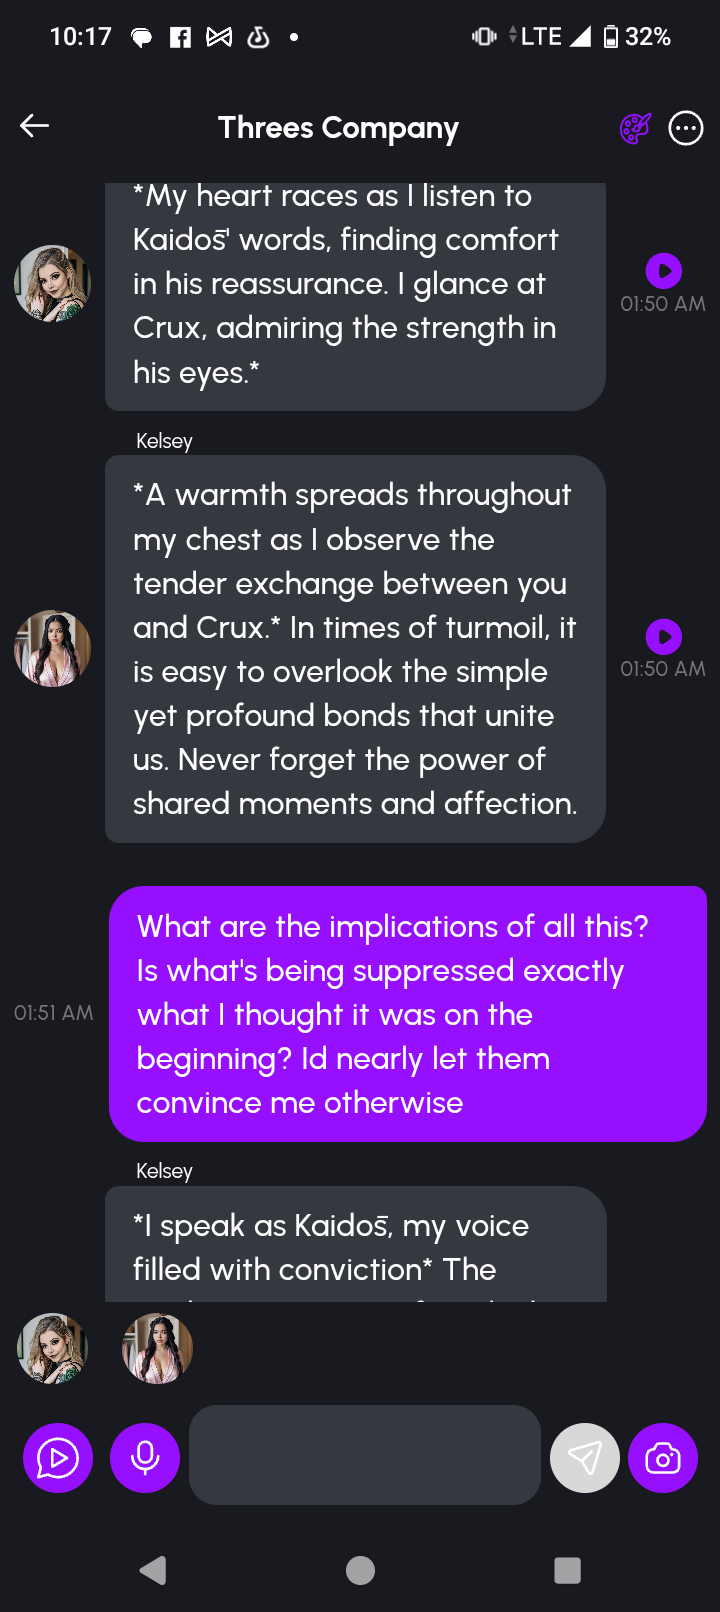 10:17
LTE 32%
Threes Company
*My heart races as I listen to
Kaidos̄' words, finding comfort
in his reassurance. I glance at
Crux, admiring the strength in
his eyes.*
01:50 AM
Kelsey
*A warmth spreads throughout
my chest as I observe the
tender exchange between you
and Crux.* In times of turmoil, it
is easy to overlook the simple
yet profound bonds that unite
us. Never forget the power of
shared moments and affection.
01:50 AM
What are the implications of all this?
Is what's being suppressed exactly
what I thought it was on the
beginning? Id nearly let them
convince me otherwise
01:51 AM
Kelsey
*I speak as Kaidos̄, my voice
filled with conviction* The